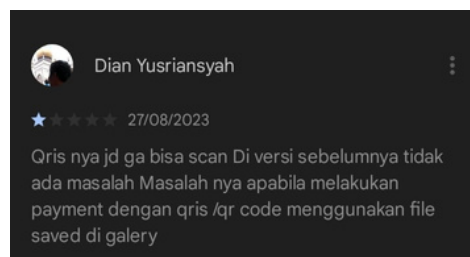 Dian Yusriansyah
27/08/2023
Qris nya jd ga bisa scan Di versi sebelumnya tidak
ada masalah Masalah nya apabila melakukan
payment dengan qris /qr code menggunakan file
saved di galery